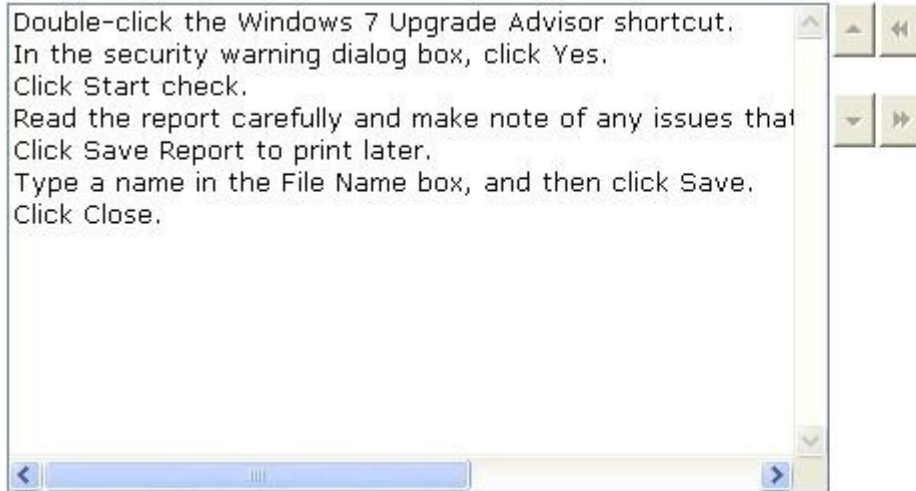 Double-click the Windows 7 Upgrade Advisor shortcut.
In the security warning dialog box, click Yes.
Click Start check.
Read the report carefully and make note of any issues that
Click Save Report to print later.
Type a name in the File Name box, and then click Save.
Click Close.